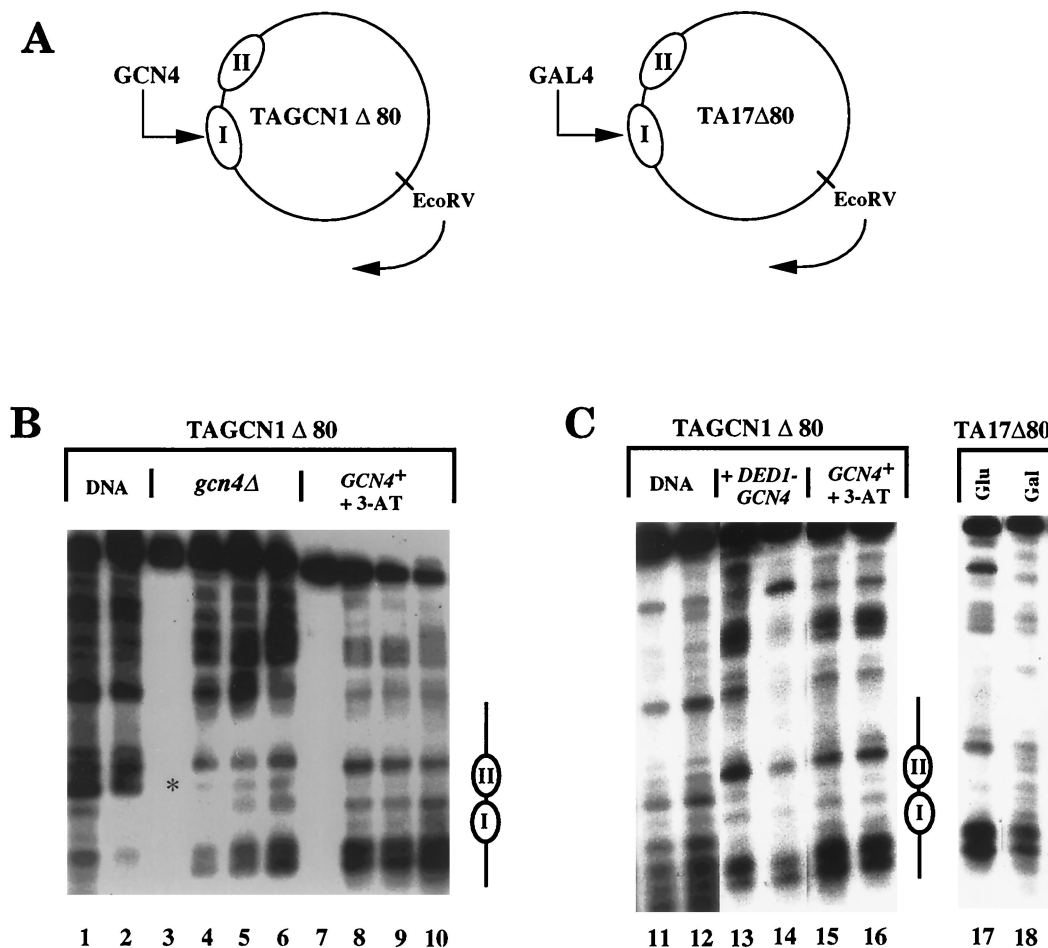 A
GCN4
II
I
TAGCN1 Δ 80
EcoRV
GAL4
II
I
TA17Δ80
EcoRV
B
TAGCN1 Δ 80
DNA
gcn4Δ
GCN4+
+ 3-AT
*
II
I
1 2 3 4 5 6 7 8 9 10
C
TAGCN1 Δ 80
DNA
+ DED1-
GCN4
GCN4+
+ 3-AT
II
I
11 12 13 14 15 16
TA17Δ80
Glu
Gal
17 18